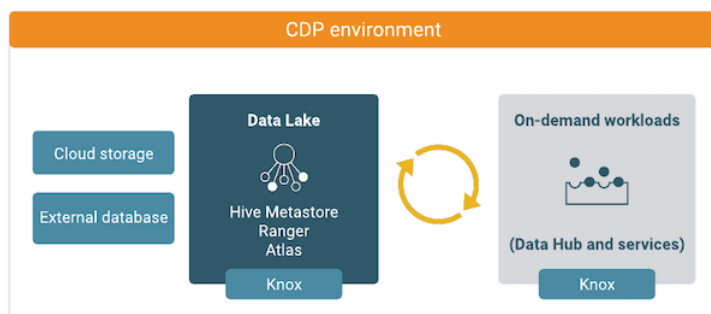 CDP environment
Cloud storage
External database
Data Lake
Hive Metastore
Ranger
Atlas
Knox
On-demand workloads
(Data Hub and services)
Knox